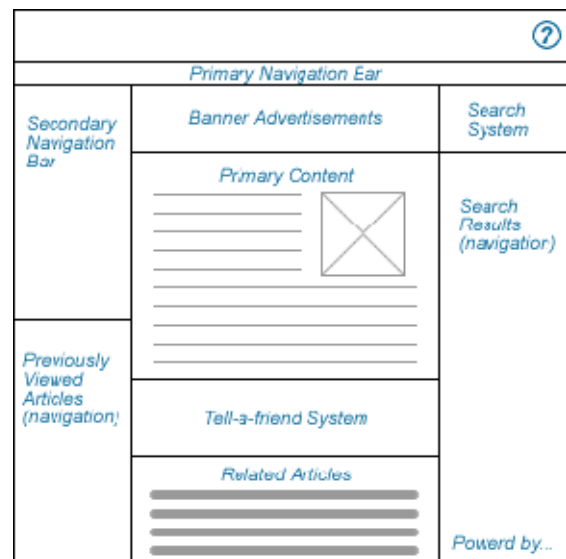 ?
Primary Navigation Bar
Secondary
Navigation
Bar
Banner Advertisements
Search
System
Primary Content
Search
Results
(navigation)
Previously
Viewed
Articles
(navigation)
Tell-a-friend System
Related Articles
Powerd by...